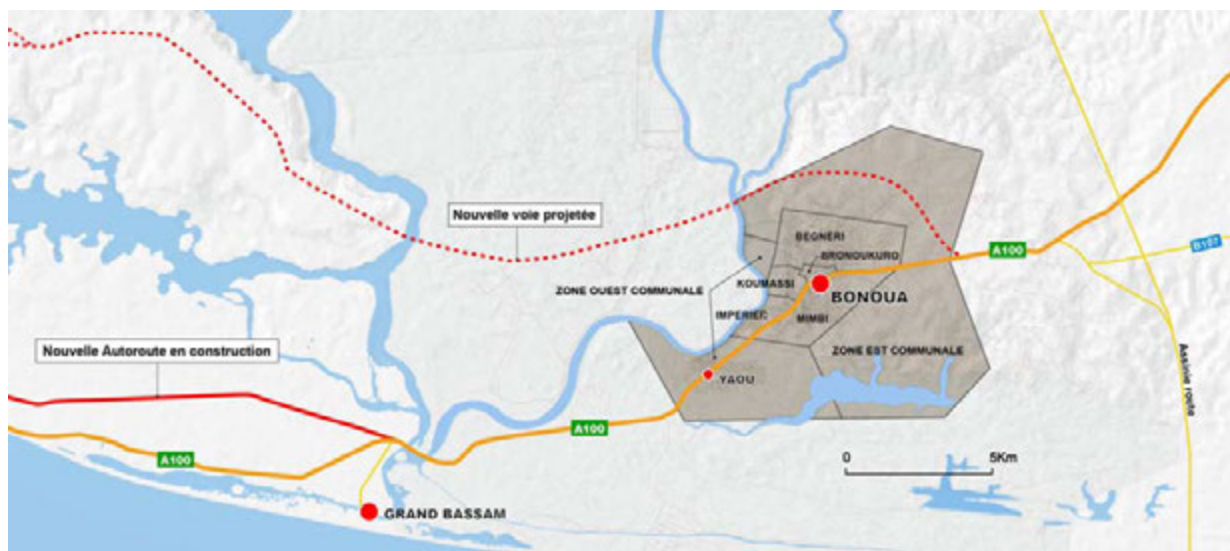 Nouvelle voie projetée
BEGNERI
BRONOUKURO
A100
B107
ZONE OUEST COMMUNALE
KOUMASSI
BONOUA
IMPERIEC
MIMBI
Nouvelle Autoroute en construction
ZONE EST COMMUNALE
Assinie route
YAOU
A100
A100
0
5Km
GRAND BASSAM